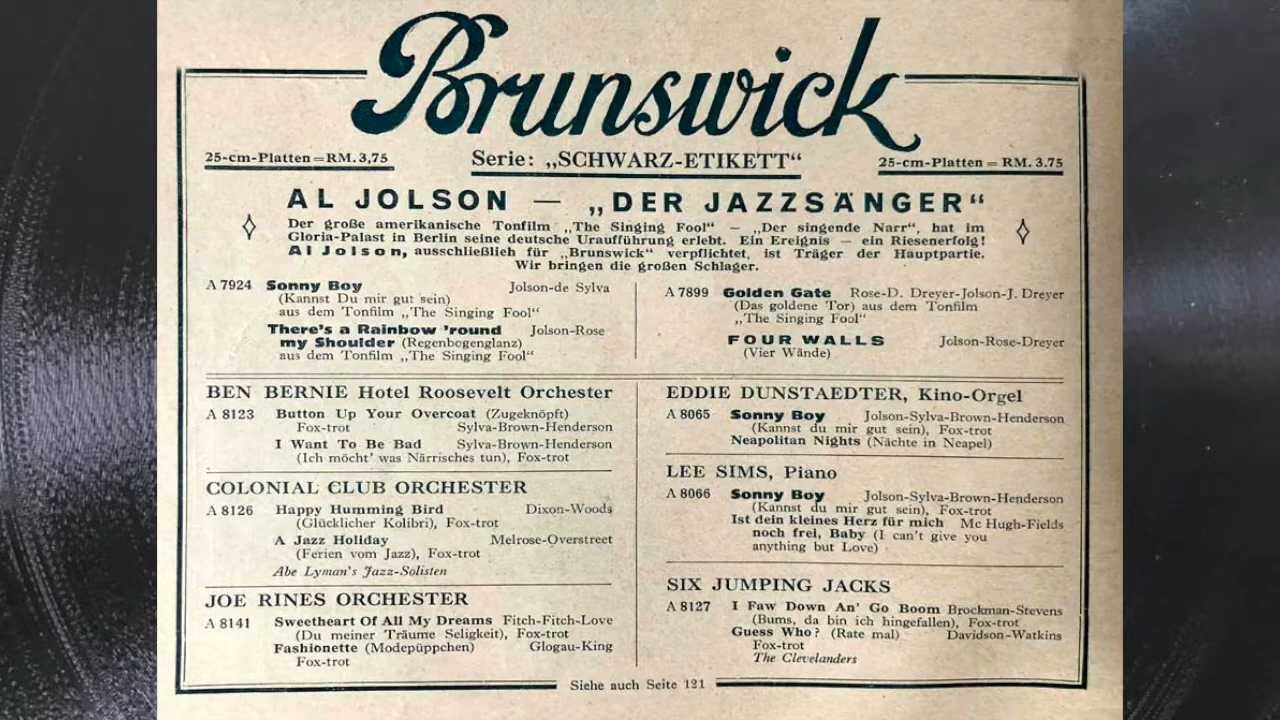 Brunswick
25-cm-Platten = RM. 3,75
Serie: „SCHWARZ-ETIKETT“
25-cm-Platten = RM. 3.75
AL JOLSON — „DER JAZZSÄNGER“
Der große amerikanische Tonfilm „The Singing Fool“ — „Der singende Narr“, hat im
Gloria-Palast in Berlin seine deutsche Uraufführung erlebt. Ein Ereignis — ein Riesenerfolg!
Al Jolson, ausschließlich für „Brunswick“ verpflichtet, ist Träger der Hauptpartie.
Wir bringen die großen Schlager.
A 7924 Sonny Boy Jolson-de Sylva
(Kannst Du mir gut sein)
aus dem Tonfilm „The Singing Fool“
There's a Rainbow 'round Jolson-Rose
my Shoulder (Regenbogenglanz)
aus dem Tonfilm „The Singing Fool“
A 7899 Golden Gate Rose-D. Dreyer-Jolson-J. Dreyer
(Das goldene Tor) aus dem Tonfilm
„The Singing Fool“
FOUR WALLS Jolson-Rose-Dreyer
(Vier Wände)
BEN BERNIE Hotel Roosevelt Orchester
A 8123 Button Up Your Overcoat (Zugeknöpft)
Fox-trot Sylva-Brown-Henderson
I Want To Be Bad Sylva-Brown-Henderson
(Ich möcht' was Närrisches tun), Fox-trot
COLONIAL CLUB ORCHESTER
A 8126 Happy Humming Bird Dixon-Woods
(Glücklicher Kolibri), Fox-trot
A Jazz Holiday Melrose-Overstreet
(Ferien vom Jazz), Fox-trot
Abe Lyman's Jazz-Solisten
JOE RINES ORCHESTER
A 8141 Sweetheart Of All My Dreams Fitch-Fitch-Love
(Du meiner Träume Seligkeit), Fox-trot
Fashionette (Modepüppchen) Glogau-King
Fox-trot
EDDIE DUNSTAEDTER, Kino-Orgel
A 8065 Sonny Boy Jolson-Sylva-Brown-Henderson
(Kannst du mir gut sein), Fox-trot
Neapolitan Nights (Nächte in Neapel)
LEE SIMS, Piano
A 8066 Sonny Boy Jolson-Sylva-Brown-Henderson
(Kannst du mir gut sein), Fox-trot
Ist dein kleines Herz für mich Mc Hugh-Fields
noch frei, Baby (I can't give you
anything but Love)
SIX JUMPING JACKS
A 8127 I Faw Down An' Go Boom Brockman-Stevens
(Bums, da bin ich hingefallen), Fox-trot
Guess Who? (Rate mal) Davidson-Watkins
Fox-trot
The Clevelanders
Siehe auch Seite 121